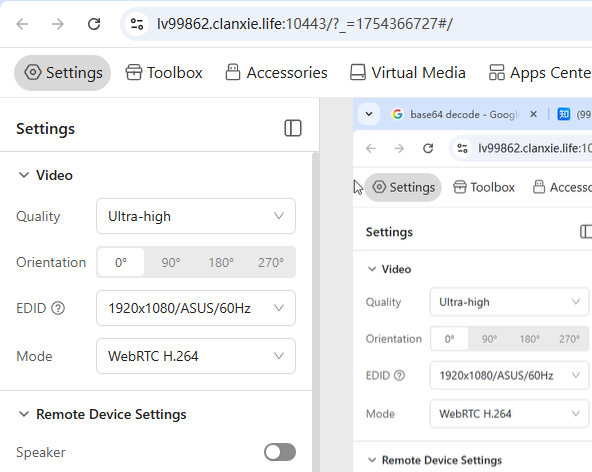 lv99862.clanxie.life:10443/?_=1754366727#/
Settings Toolbox Accessories Virtual Media Apps Cente
Settings
Video
Quality Ultra-high
Orientation 0° 90° 180° 270°
EDID 1920x1080/ASUS/60Hz
Mode WebRTC H.264
Remote Device Settings
Speaker
base64 decode - Google (99
lv99862.clanxie.life:10
Settings Toolbox Accesso
Settings
Video
Quality Ultra-high
Orientation 0° 90° 180° 270°
EDID 1920x1080/ASUS/60Hz
Mode WebRTC H.264
Remote Device Settings